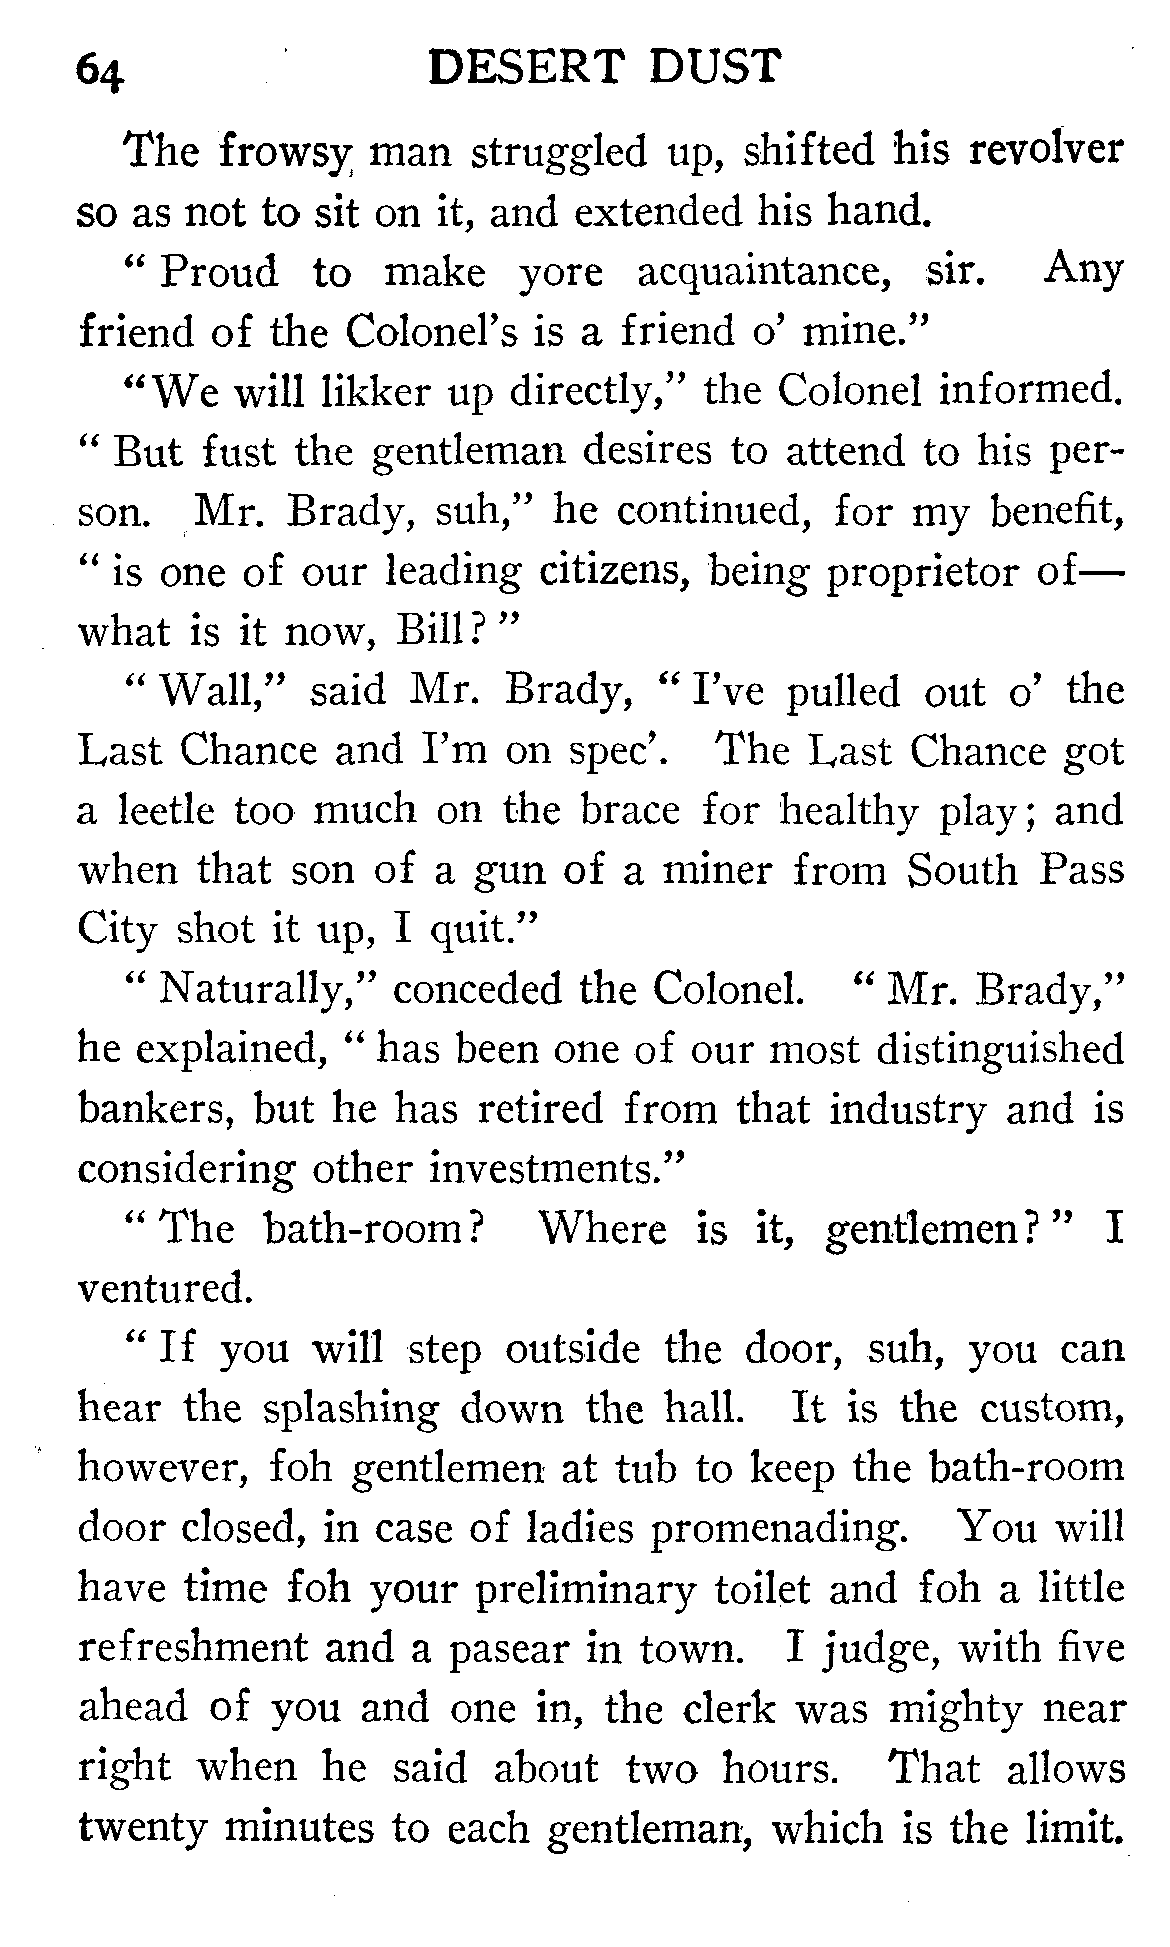 64 DESERT DUST
The frowsy man struggled up, shifted his revolver
so as not to sit on it, and extended his hand.
“ Proud to make yore acquaintance, sir. Any
friend of the Colonel’s is a friend o’ mine.”
“We will likker up directly,” the Colonel informed.
“ But fust the gentleman desires to attend to his per-
son. Mr. Brady, suh,” he continued, for my benefit,
“ is one of our leading citizens, being proprietor of—
what is it now, Bill? ”
“ Wall,” said Mr. Brady, “ I’ve pulled out o’ the
Last Chance and I’m on spec’. The Last Chance got
a leetle too much on the brace for healthy play; and
when that son of a gun of a miner from South Pass
City shot it up, I quit.”
“ Naturally,” conceded the Colonel. “ Mr. Brady,”
he explained, “ has been one of our most distinguished
bankers, but he has retired from that industry and is
considering other investments.”
“ The bath-room? Where is it, gentlemen? ” I
ventured.
“ If you will step outside the door, suh, you can
hear the splashing down the hall. It is the custom,
however, foh gentlemen at tub to keep the bath-room
door closed, in case of ladies promenading. You will
have time foh your preliminary toilet and foh a little
refreshment and a pasear in town. I judge, with five
ahead of you and one in, the clerk was mighty near
right when he said about two hours. That allows
twenty minutes to each gentleman, which is the limit.